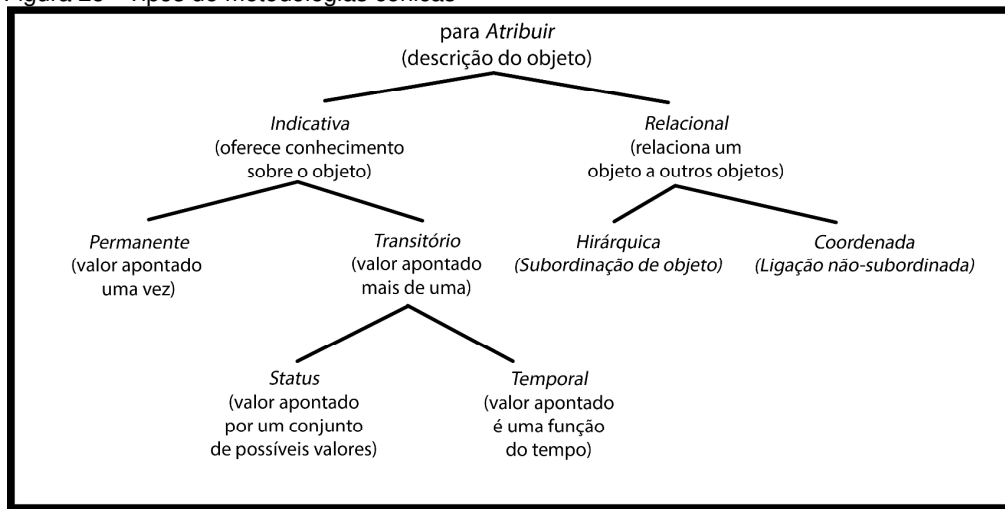 para Atribuir
(descrição do objeto)
Indicativa
(oferece conhecimento
sobre o objeto)
Relacional
(relaciona um
objeto a outros objetos)
Permanente
(valor apontado
uma vez)
Transitório
(valor apontado
mais de uma)
Hirárquica
(Subordinação de objeto)
Coordenada
(Ligação não-subordinada)
Status
(valor apontado
por um conjunto
de possíveis valores)
Temporal
(valor apontado
é uma função
do tempo)